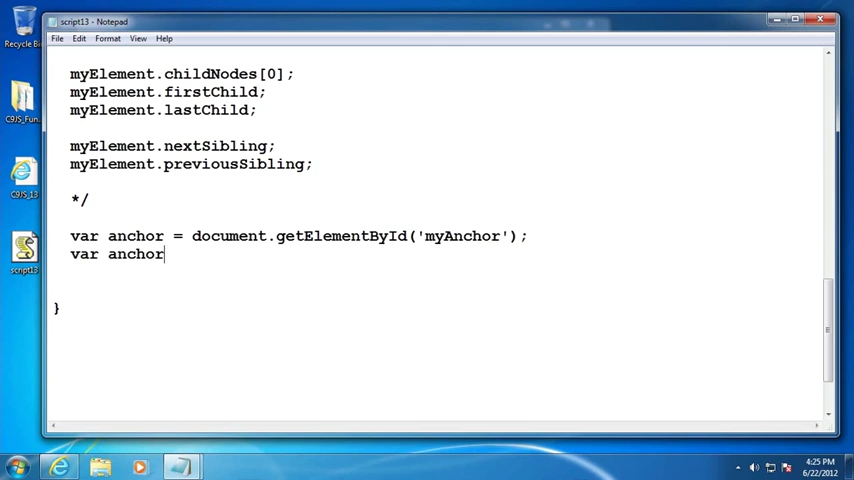 script13 - Notepad
File Edit Format View Help
myElement.childNodes[0];
myElement.firstChild;
myElement.lastChild;
myElement.nextSibling;
myElement.previousSibling;
*/
var anchor = document.getElementById('myAnchor');
var anchor
}
Recycle Bi
C9JS_Fun..
C9JS_13
script13
4:25 PM
6/22/2012